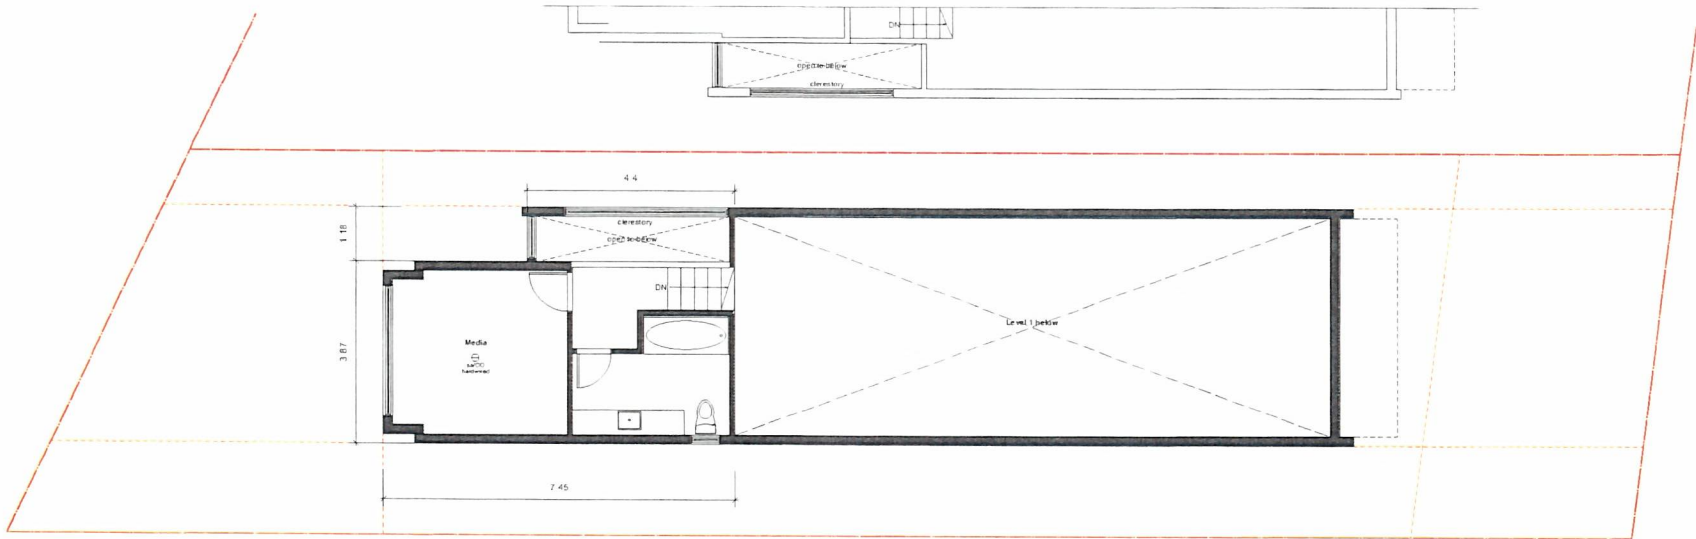 DN
open to below
clerestory
4.4
clerestory
open to below
1.18
DN
Level 1 below
3.87
Media
hardwood
7.45